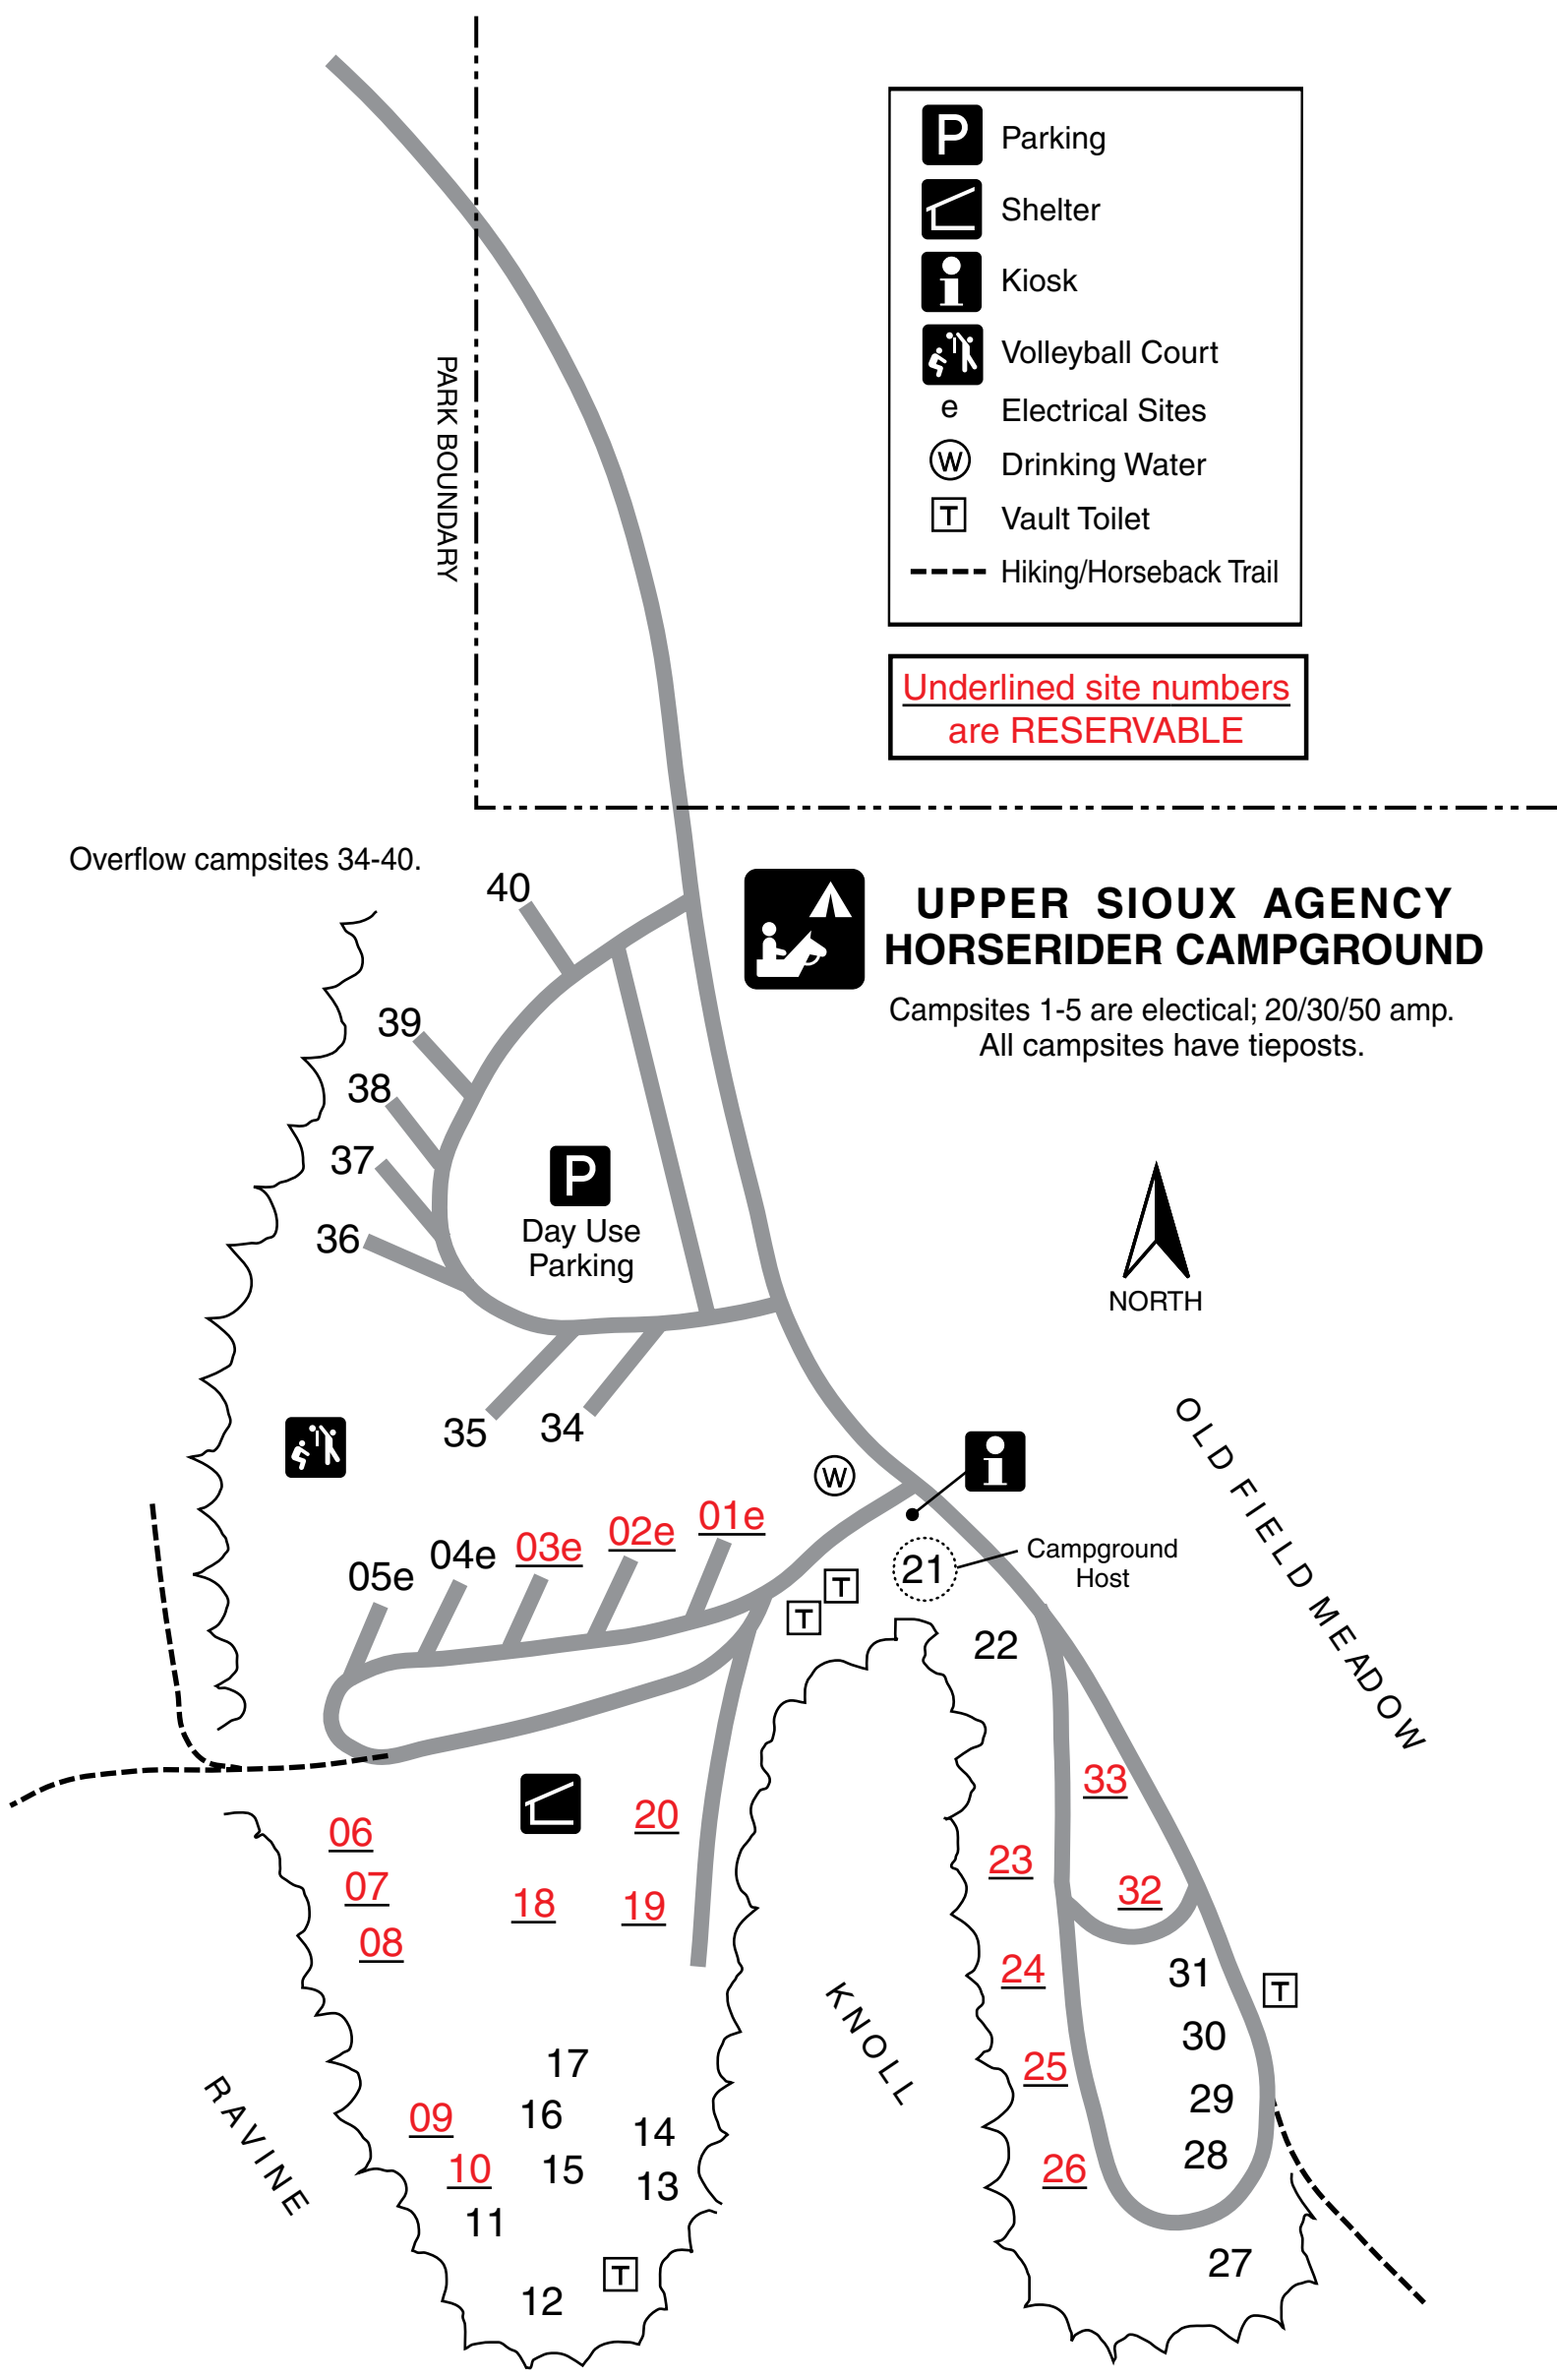 P Parking
Shelter
i Kiosk
Volleyball Court
e Electrical Sites
W Drinking Water
T Vault Toilet
Hiking/Horseback Trail
PARK BOUNDARY
Underlined site numbers
are RESERVABLE
Overflow campsites 34-40.
UPPER SIOUX AGENCY
HORSERIDER CAMPGROUND
Campsites 1-5 are electical; 20/30/50 amp.
All campsites have tieposts.
40
39
38
37
36
P
Day Use
Parking
NORTH
35
34
OLD FIELD MEADOW
W
i
01e
02e
03e
04e
05e
T
T
21
Campground
Host
22
33
20
06
23
07
32
18
19
08
24
31
T
KNOLL
30
17
25
RAVINE
29
16
09
14
28
15
10
26
13
11
27
T
12